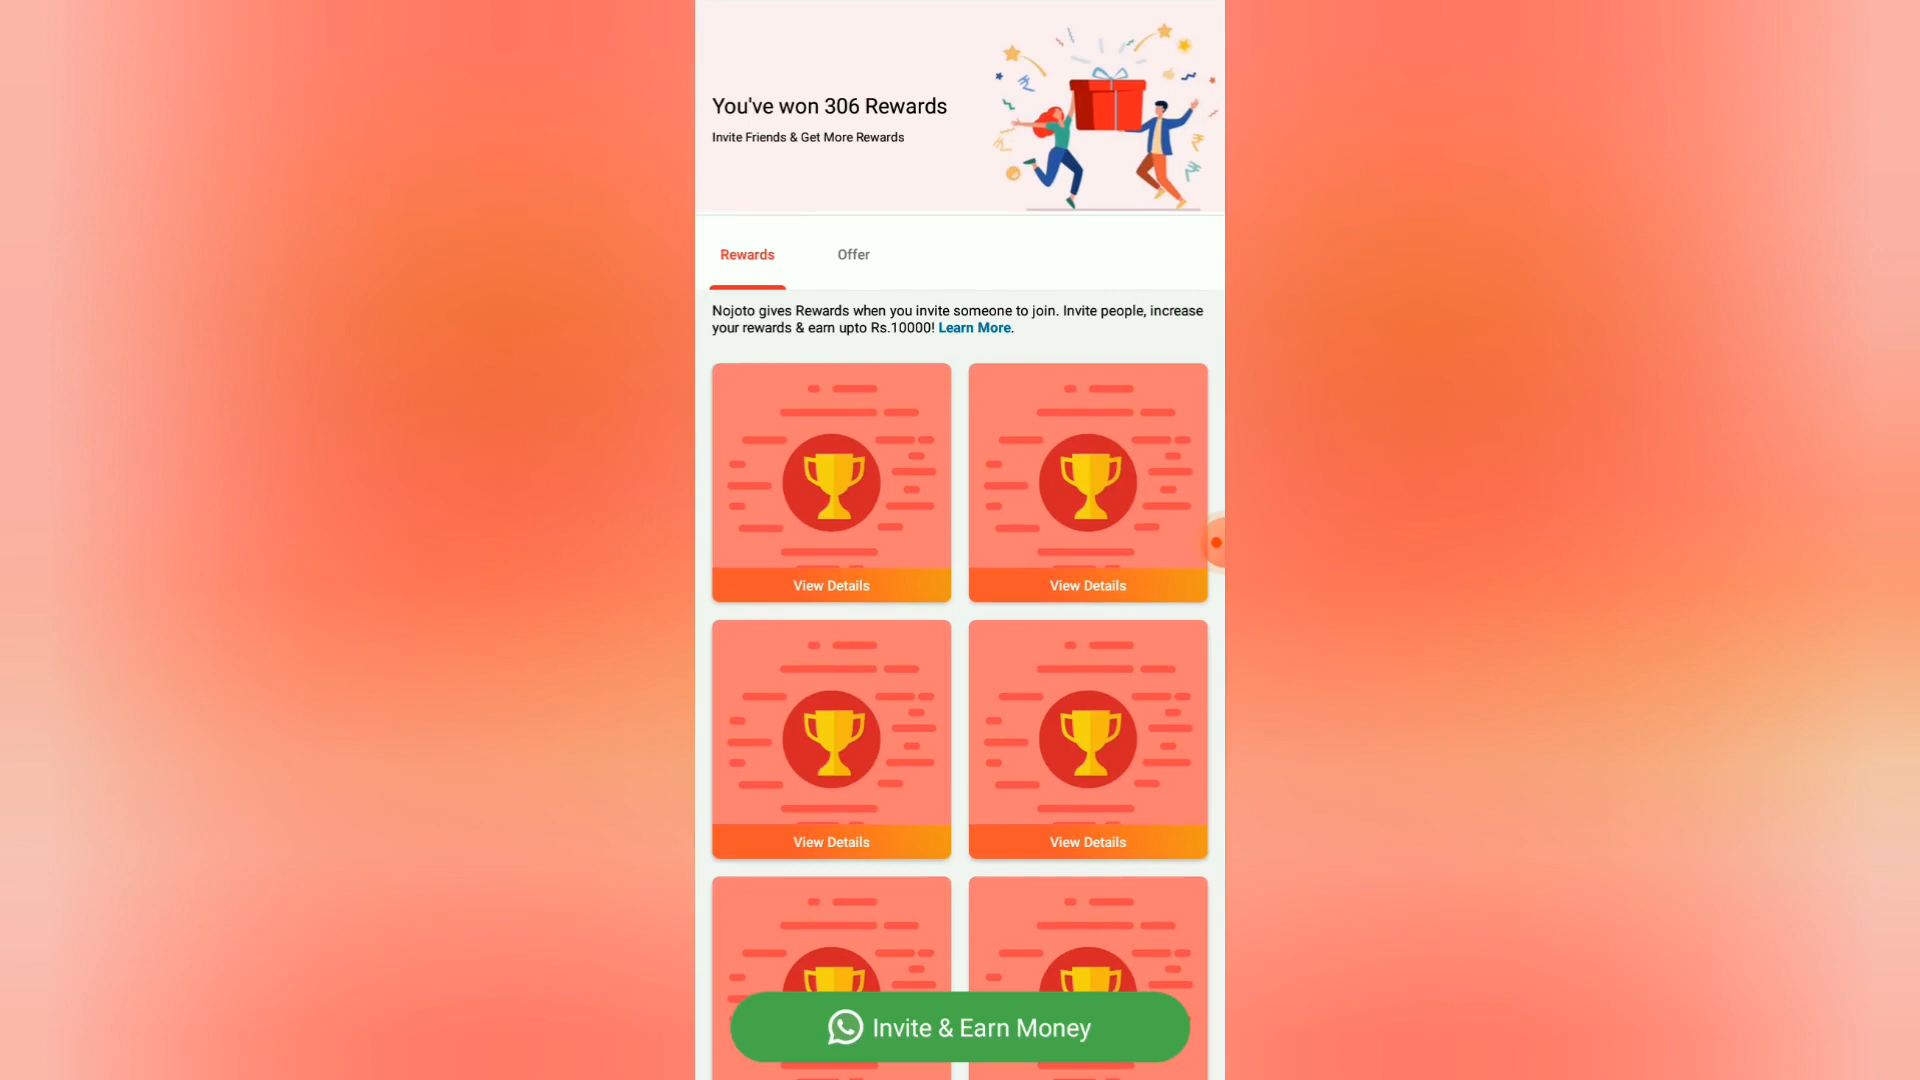 You've won 306 Rewards
Invite Friends & Get More Rewards
Rewards
Offer
Nojoto gives Rewards when you invite someone to join. Invite people, increase
your rewards & earn upto Rs.10000! Learn More.
View Details
View Details
View Details
View Details
Invite & Earn Money